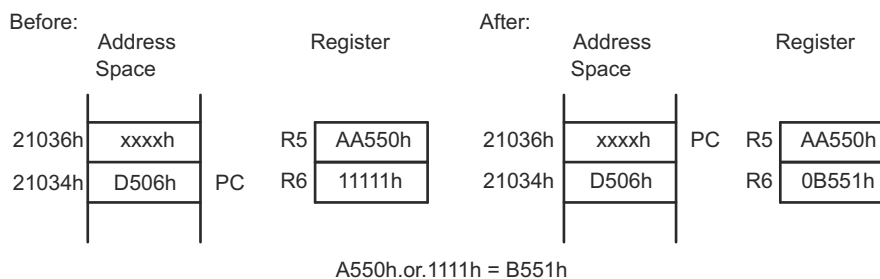 Before:
After:
Address
Space
Register
Address
Space
Register
21036h xxxxh R5 AA550h 21036h xxxxh PC R5 AA550h
21034h D506h PC R6 11111h 21034h D506h R6 0B551h
A550h.or.1111h = B551h